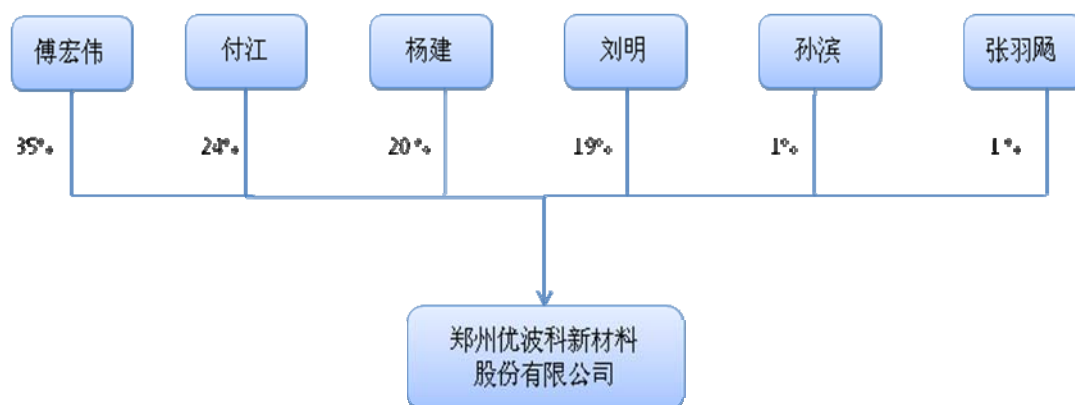 傅宏伟 付江 杨建 刘明 孙滨 张羽飏
35% 24% 20% 19% 1% 1%
郑州优波科新材料
股份有限公司